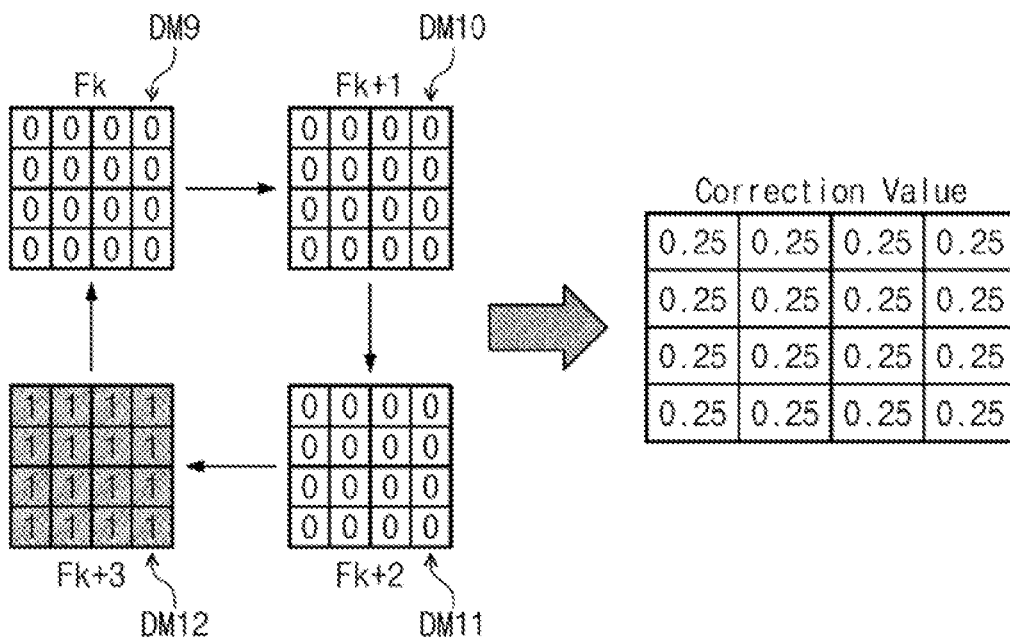 DM9
DM10
Fk
Fk+1
0 0 0 0
0 0 0 0
0 0 0 0
0 0 0 0
0 0 0 0
0 0 0 0
0 0 0 0
0 0 0 0
Correction Value
0.25 0.25 0.25 0.25
0.25 0.25 0.25 0.25
0.25 0.25 0.25 0.25
0.25 0.25 0.25 0.25
1 1 1 1
1 1 1 1
1 1 1 1
1 1 1 1
0 0 0 0
0 0 0 0
0 0 0 0
0 0 0 0
Fk+3
Fk+2
DM12
DM11